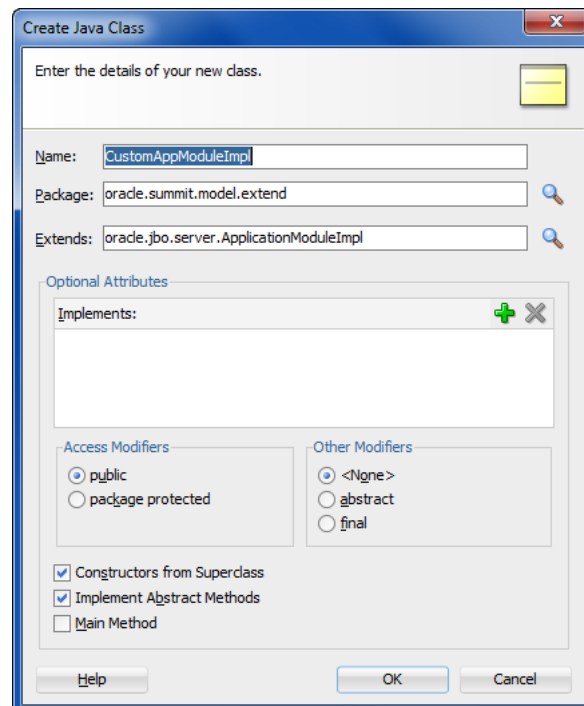 Create Java Class
Enter the details of your new class.
Name: CustomAppModuleImpl
Package: oracle.summit.model.extend
Extends: oracle.jbo.server.ApplicationModuleImpl
Optional Attributes
Implements:
Access Modifiers
public
package protected
Other Modifiers
<None>
abstract
final
Constructors from Superclass
Implement Abstract Methods
Main Method
Help OK Cancel